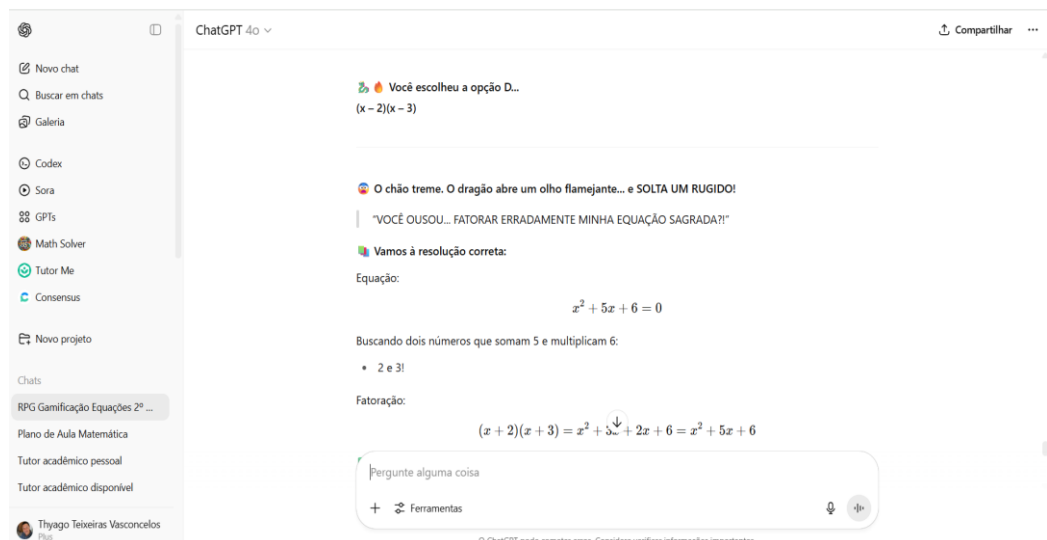 ChatGPT 4o
Compartilhar
Novo chat
Buscar em chats
Galeria
Codex
Sora
GPTs
Math Solver
Tutor Me
Consensus
Novo projeto
Chats
RPG Gamificação Equações 2º ...
Plano de Aula Matemática
Tutor acadêmico pessoal
Tutor acadêmico disponível
Thyago Teixeiras Vasconcelos
Plus
Você escolheu a opção D...
(x – 2)(x – 3)
O chão treme. O dragão abre um olho flamejante... e SOLTA UM RUGIDO!
"VOCÊ OUSOU... FATORAR ERRADAMENTE MINHA EQUAÇÃO SAGRADA?!"
Vamos à resolução correta:
Equação:
x² + 5x + 6 = 0
Buscando dois números que somam 5 e multiplicam 6:
• 2 e 3!
Fatoração:
(x + 2)(x + 3) = x² + + 2x + 6 = x² + 5x + 6
Pergunte alguma coisa
Ferramentas